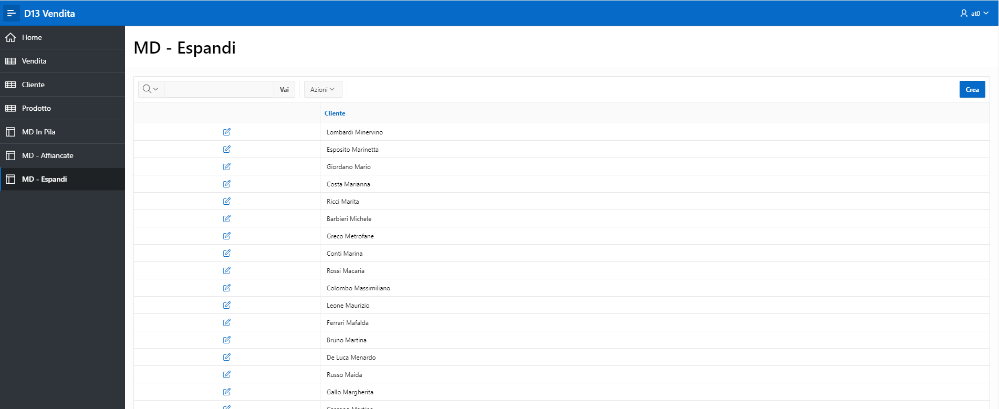 D13 Vendita
at0
Home
Vendita
Cliente
Prodotto
MD In Pila
MD - Affiancate
MD - Espandi
MD - Espandi
Vai
Azioni
Crea
Cliente
Lombardi Minervino
Esposito Marinetta
Giordano Mario
Costa Marianna
Ricci Marita
Barbieri Michele
Greco Metrofane
Conti Marina
Rossi Macaria
Colombo Massimiliano
Leone Maurizio
Ferrari Mafalda
Bruno Martina
De Luca Menardo
Russo Maida
Gallo Margherita